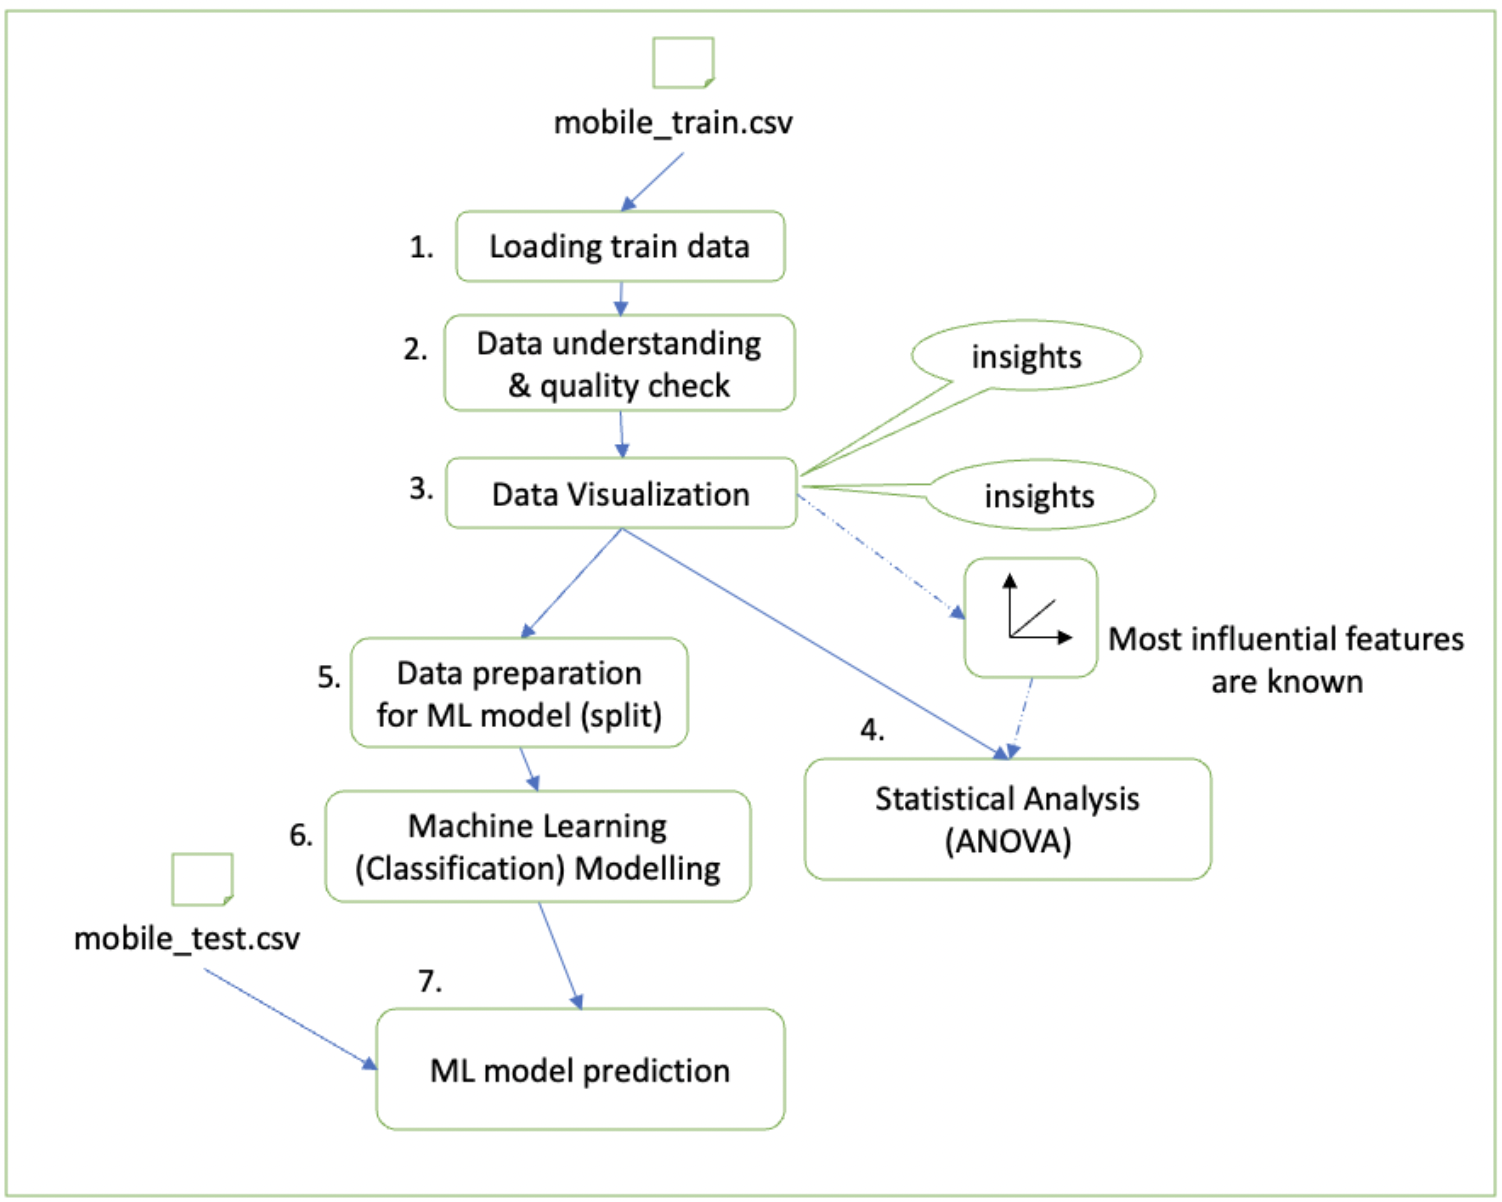 mobile_train.csv
1.
Loading train data
2.
Data understanding
& quality check
insights
3.
Data Visualization
insights
Most influential features
are known
5.
Data preparation
for ML model (split)
4.
Statistical Analysis
(ANOVA)
6.
Machine Learning
(Classification) Modelling
mobile_test.csv
7.
ML model prediction